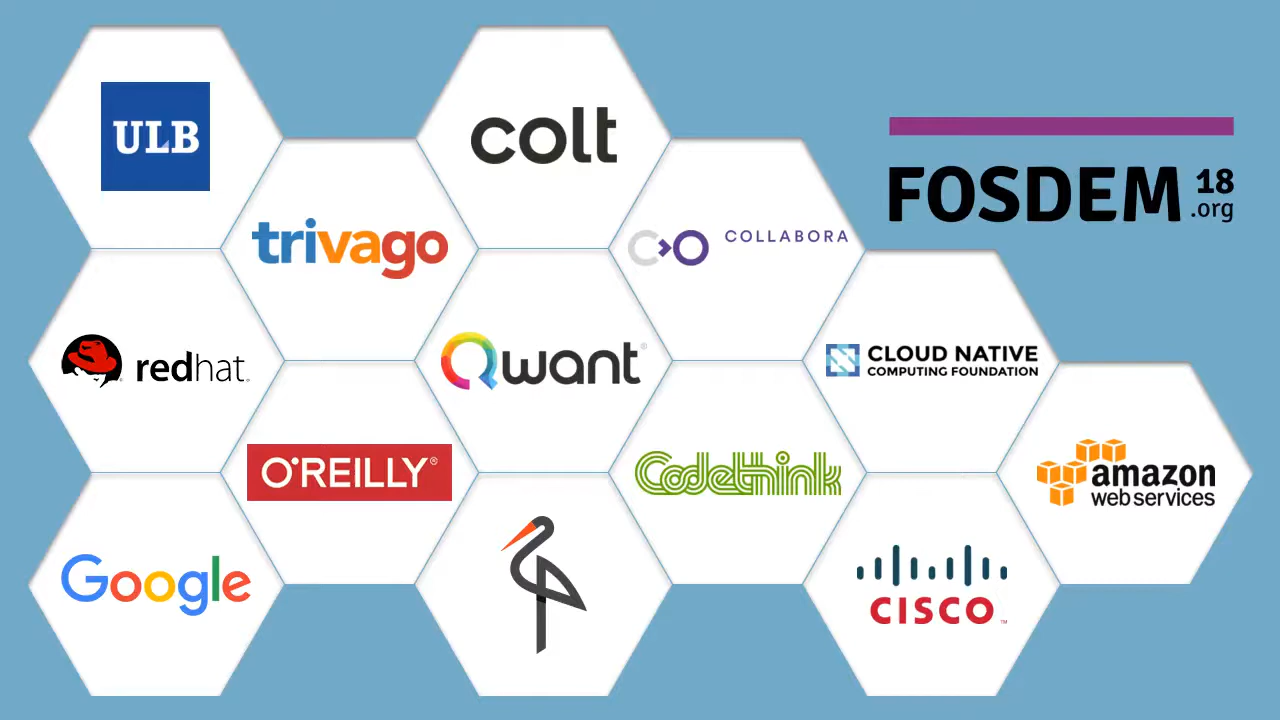 ULB
colt
FOSDEM 18
.org
trivago
COLLABORA
redhat.
Qwant®
CLOUD NATIVE
COMPUTING FOUNDATION
O'REILLY®
Codethink
amazon
web services
Google
CISCO™